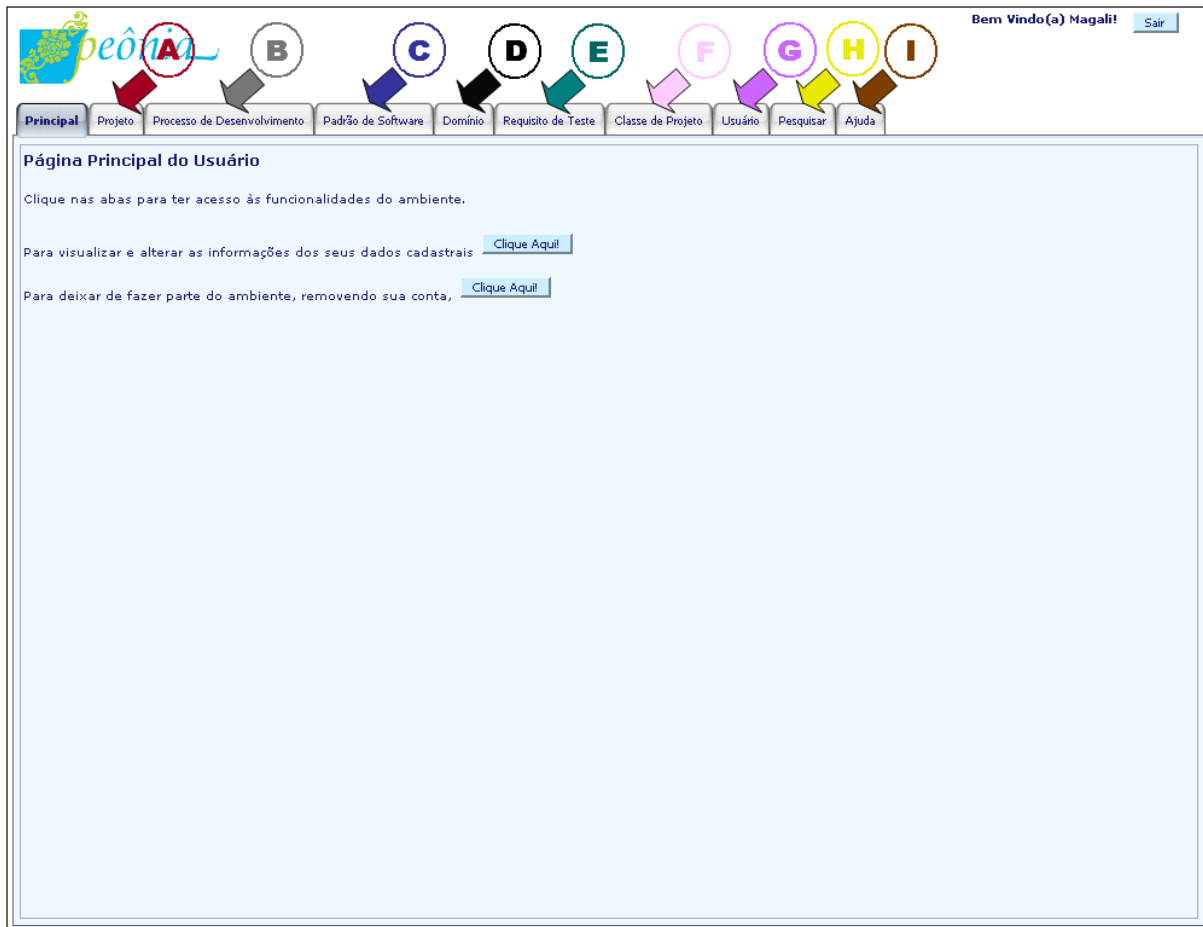 Bem Vindo(a) Magali! Sair
peônia
A B C D E F G H I
Principal Projeto Processo de Desenvolvimento Padrão de Software Domínio Requisito de Teste Classe de Projeto Usuário Pesquisar Ajuda
Página Principal do Usuário
Clique nas abas para ter acesso às funcionalidades do ambiente.
Para visualizar e alterar as informações dos seus dados cadastrais Clique Aqui!
Para deixar de fazer parte do ambiente, removendo sua conta, Clique Aqui!